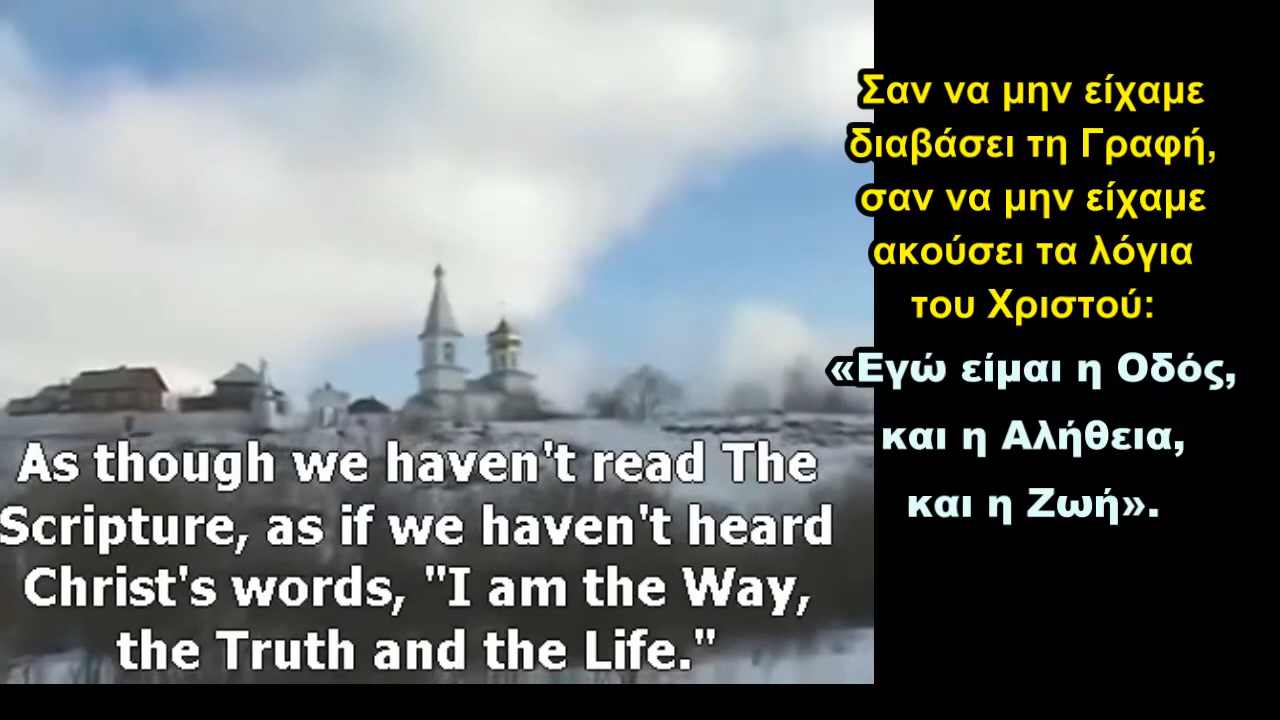 As though we haven't read The
Scripture, as if we haven't heard
Christ's words, "I am the Way,
the Truth and the Life."
Σαν να μην είχαμε
διαβάσει τη Γραφή,
σαν να μην είχαμε
ακούσει τα λόγια
του Χριστού:
«Εγώ είμαι η Οδός,
και η Αλήθεια,
και η Ζωή».